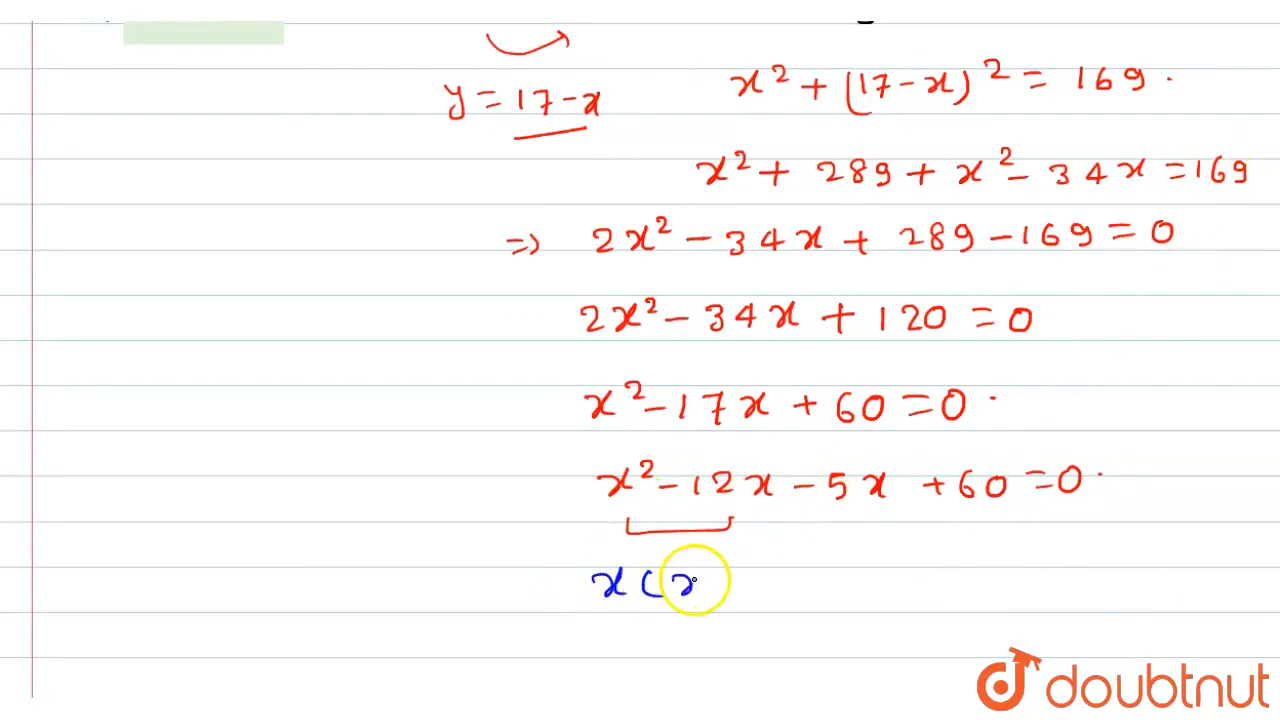 y = 17 - x
x² + (17 - x)² = 169.
x² + 289 + x² - 34x = 169
=> 2x² - 34x + 289 - 169 = 0
2x² - 34x + 120 = 0
x² - 17x + 60 = 0.
x² - 12x - 5x + 60 = 0.
x (x
doubtnut